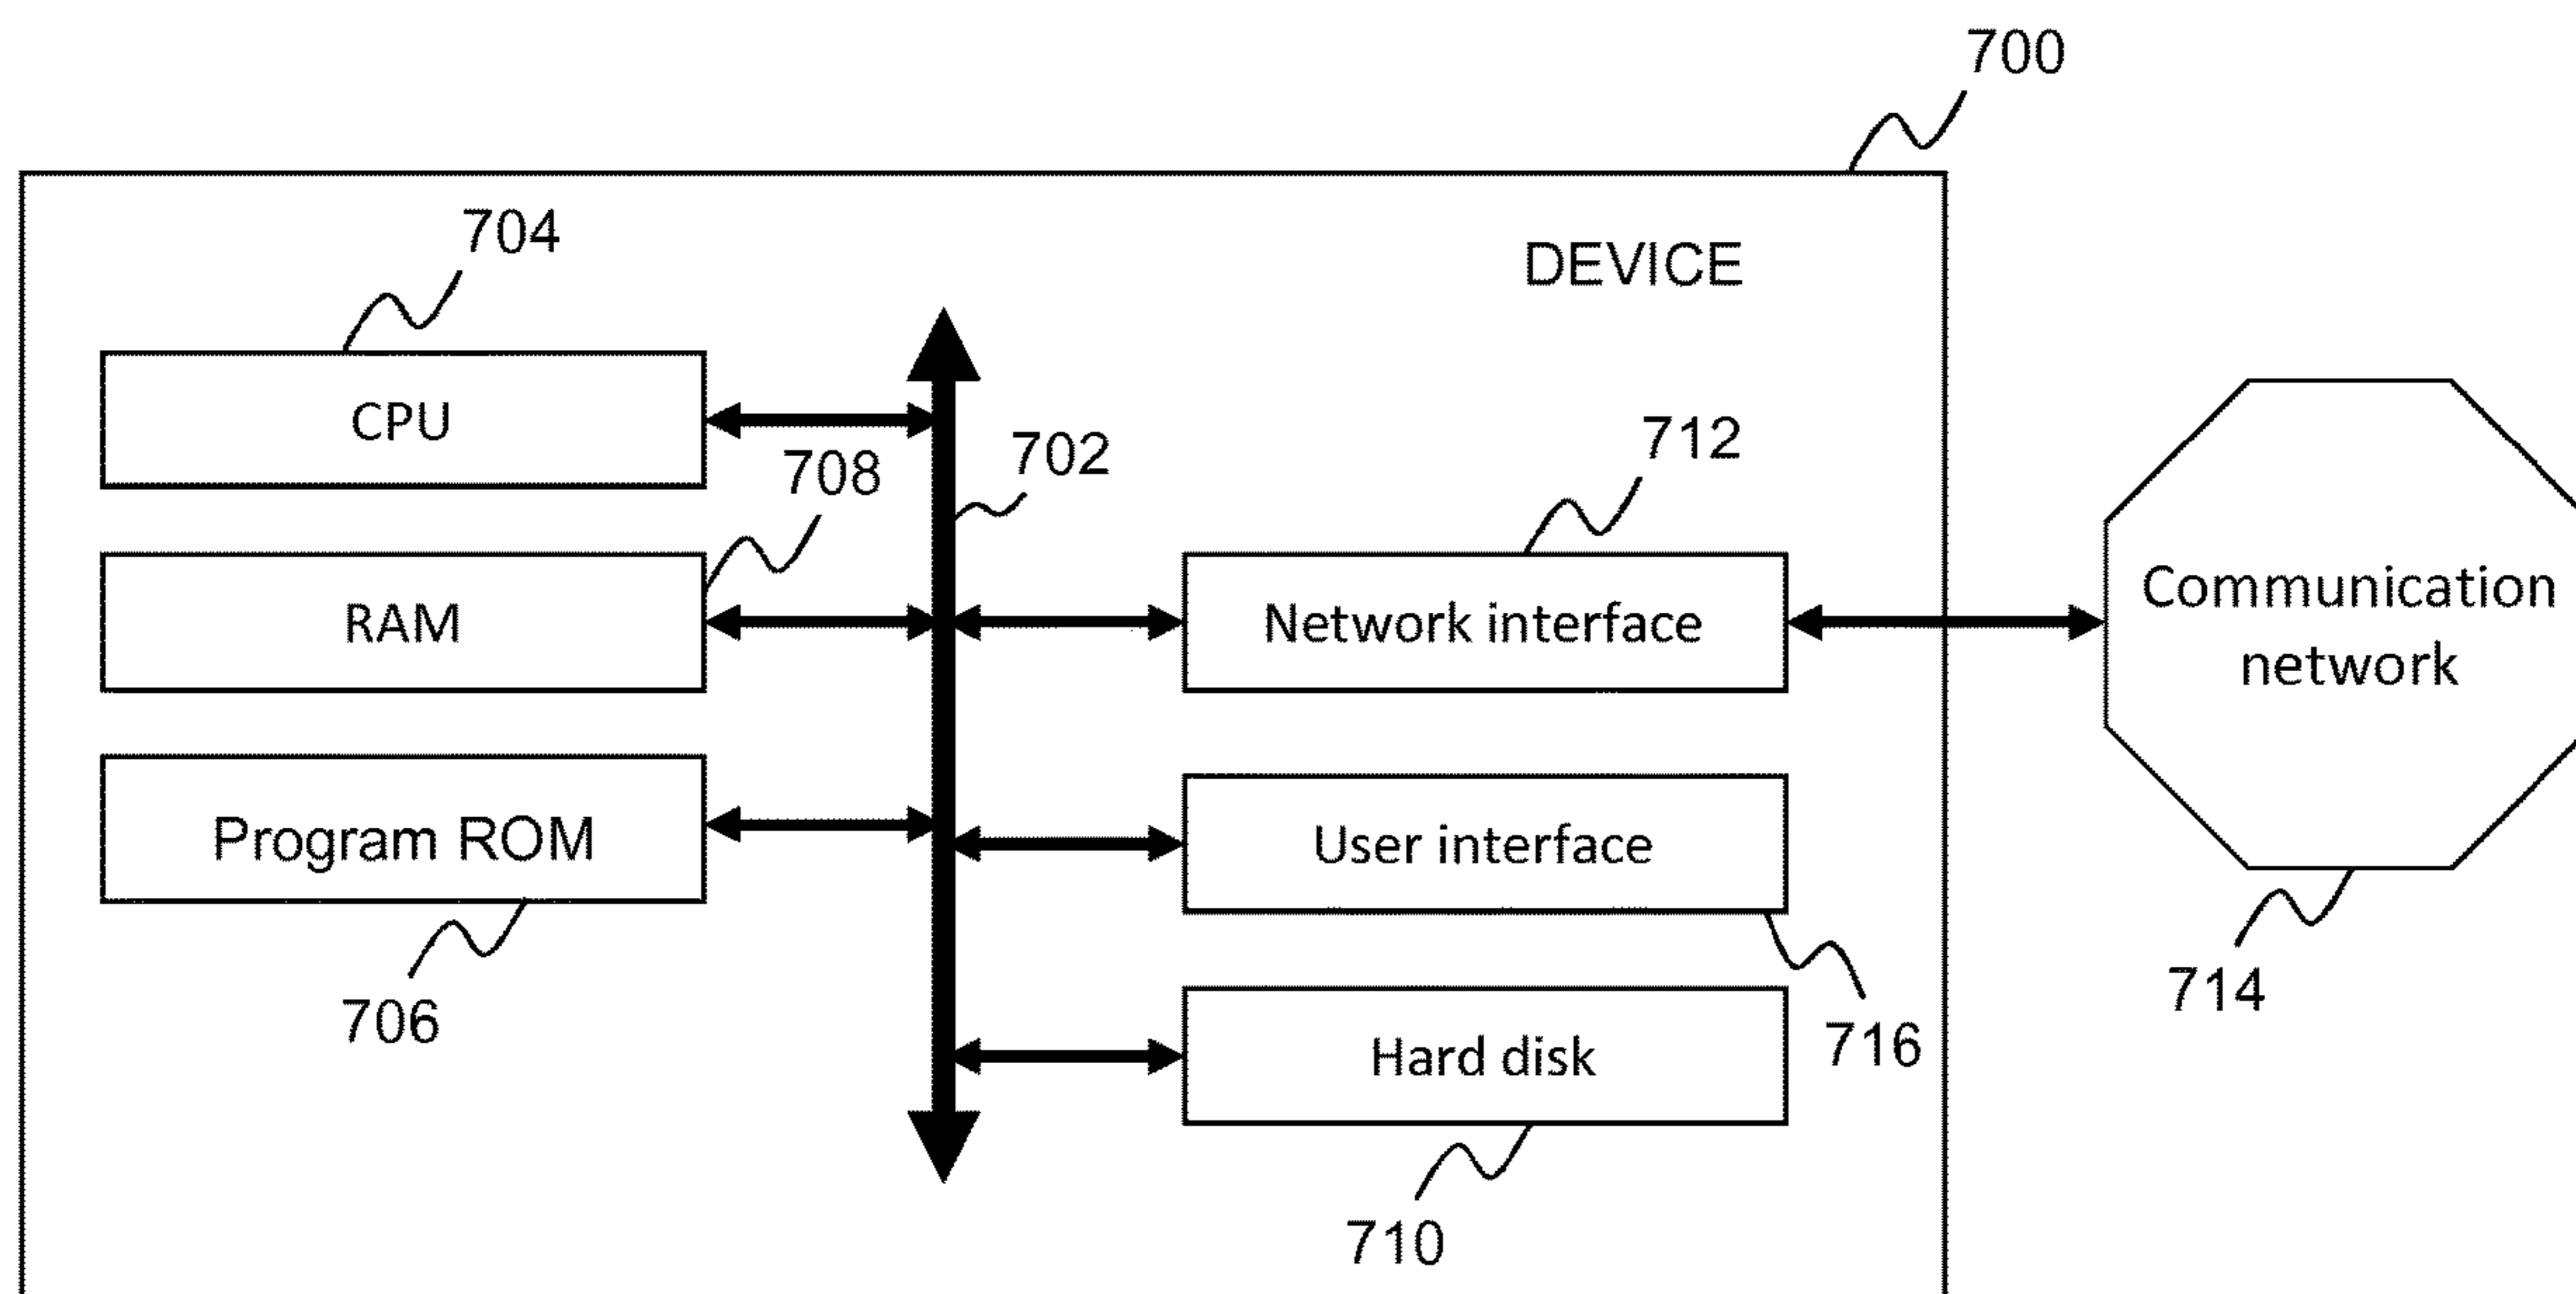 700
704
DEVICE
CPU
708
702
712
RAM
Network interface
Communication
network
Program ROM
User interface
706
716
714
Hard disk
710